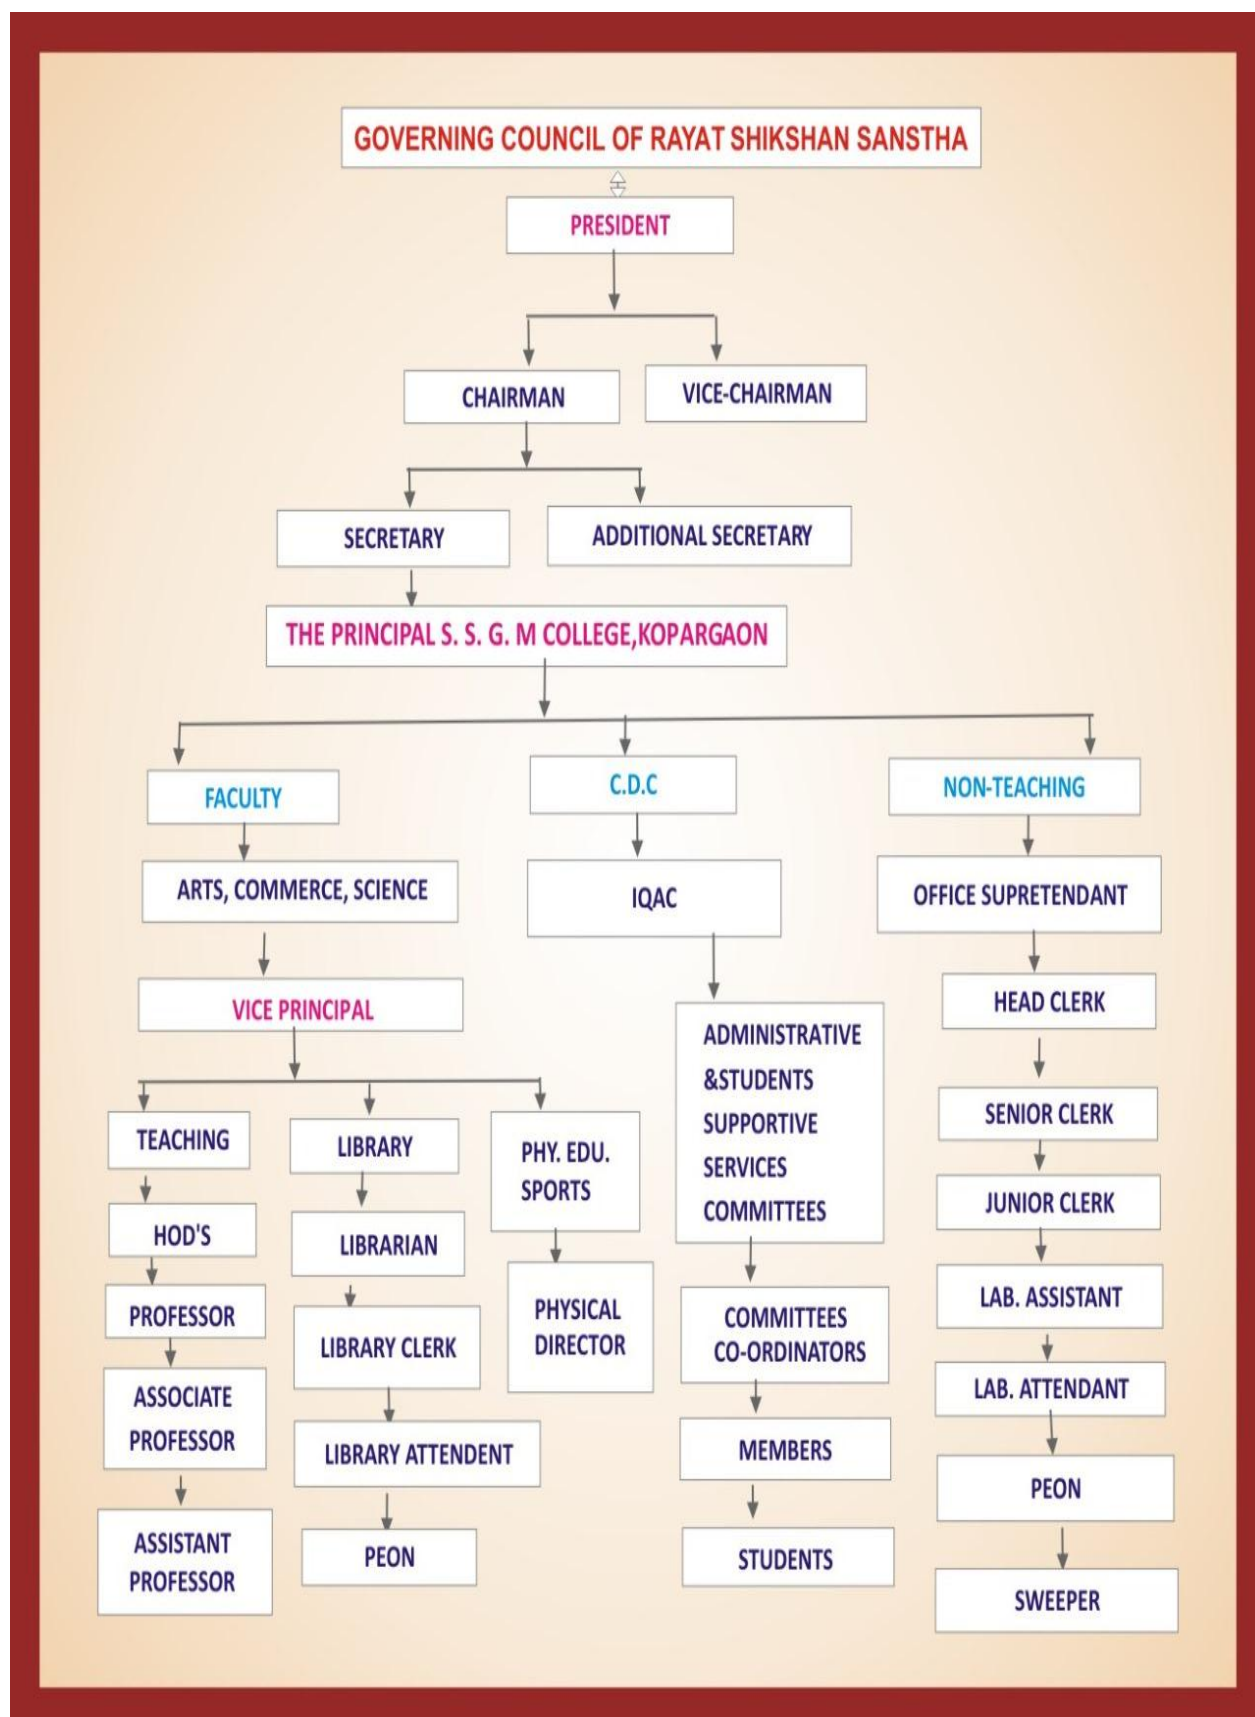 GOVERNING COUNCIL OF RAYAT SHIKSHAN SANSTHA
PRESIDENT
CHAIRMAN
VICE-CHAIRMAN
SECRETARY
ADDITIONAL SECRETARY
THE PRINCIPAL S. S. G. M COLLEGE,KOPARGAON
FACULTY
C.D.C
NON-TEACHING
ARTS, COMMERCE, SCIENCE
IQAC
OFFICE SUPRETENDANT
VICE PRINCIPAL
HEAD CLERK
ADMINISTRATIVE
&STUDENTS
SUPPORTIVE
SERVICES
COMMITTEES
TEACHING
LIBRARY
PHY. EDU.
SPORTS
SENIOR CLERK
JUNIOR CLERK
HOD'S
LIBRARIAN
PROFESSOR
LIBRARY CLERK
PHYSICAL
DIRECTOR
COMMITTEES
CO-ORDINATORS
LAB. ASSISTANT
ASSOCIATE
PROFESSOR
LIBRARY ATTENDENT
MEMBERS
LAB. ATTENDANT
PEON
ASSISTANT
PROFESSOR
PEON
STUDENTS
SWEEPER